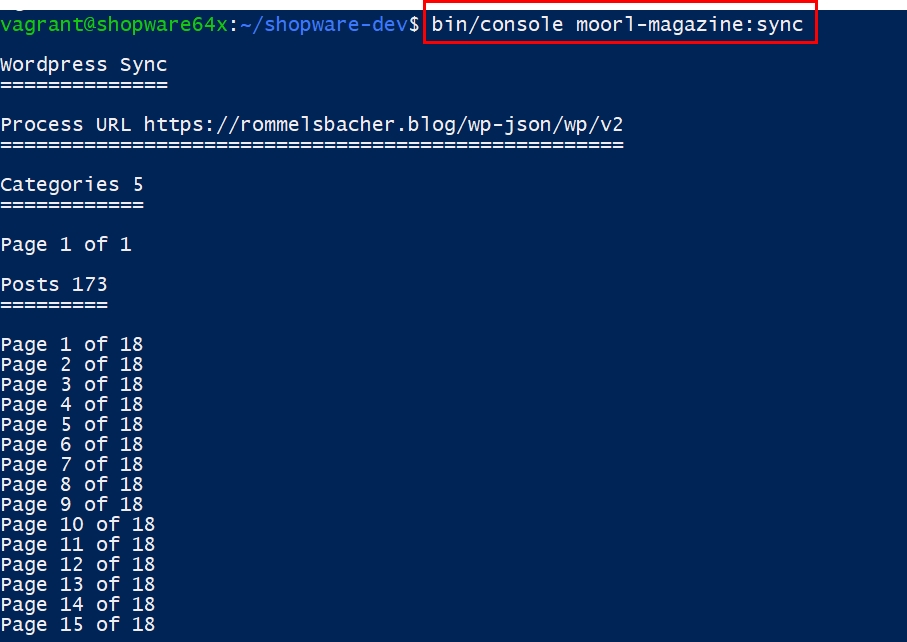 vagrant@shopware64x:~/shopware-dev$ bin/console moorl-magazine:sync
Wordpress Sync
==============
Process URL https://rommelsbacher.blog/wp-json/wp/v2
====================================================
Categories 5
============
Page 1 of 1
Posts 173
=========
Page 1 of 18
Page 2 of 18
Page 3 of 18
Page 4 of 18
Page 5 of 18
Page 6 of 18
Page 7 of 18
Page 8 of 18
Page 9 of 18
Page 10 of 18
Page 11 of 18
Page 12 of 18
Page 13 of 18
Page 14 of 18
Page 15 of 18